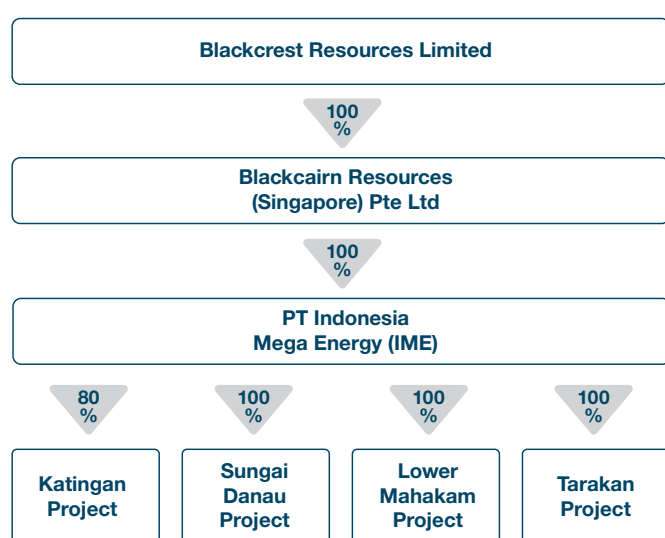 Blackcrest Resources Limited
100
%
Blackcairn Resources
(Singapore) Pte Ltd
100
%
PT Indonesia
Mega Energy (IME)
80
%
100
%
100
%
100
%
Katingan
Project
Sungai
Danau
Project
Lower
Mahakam
Project
Tarakan
Project